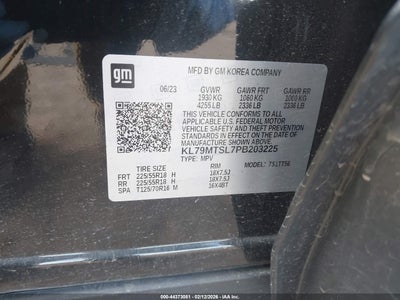 gm
MFD BY GM KOREA COMPANY
06/23 GVWR GAWR FRT GAWR RR
1930 KG 1060 KG 1060 KG
4255 LB 2336 LB 2336 LB
THIS VEHICLE CONFORMS TO ALL
APPLICABLE U.S. FEDERAL MOTOR
VEHICLE SAFETY AND THEFT PREVENTION
STANDARDS IN EFFECT ON THE DATE OF
MANUFACTURE SHOWN ABOVE.
KL79MTSL7PB203225
TYPE: MPV
TIRE SIZE RIM
FRT 225/55R18 H 18X7.5J
RR 225/55R18 H 18X7.5J
SPA T125/70R16 M 16X4BT
© 44373081 - 02/12/2026 - IAA Inc.